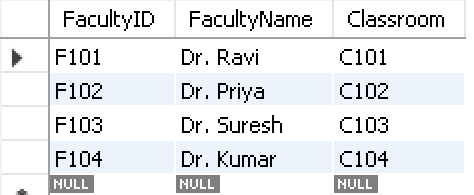 FacultyID FacultyName Classroom
F101 Dr. Ravi C101
F102 Dr. Priya C102
F103 Dr. Suresh C103
F104 Dr. Kumar C104
NULL NULL NULL